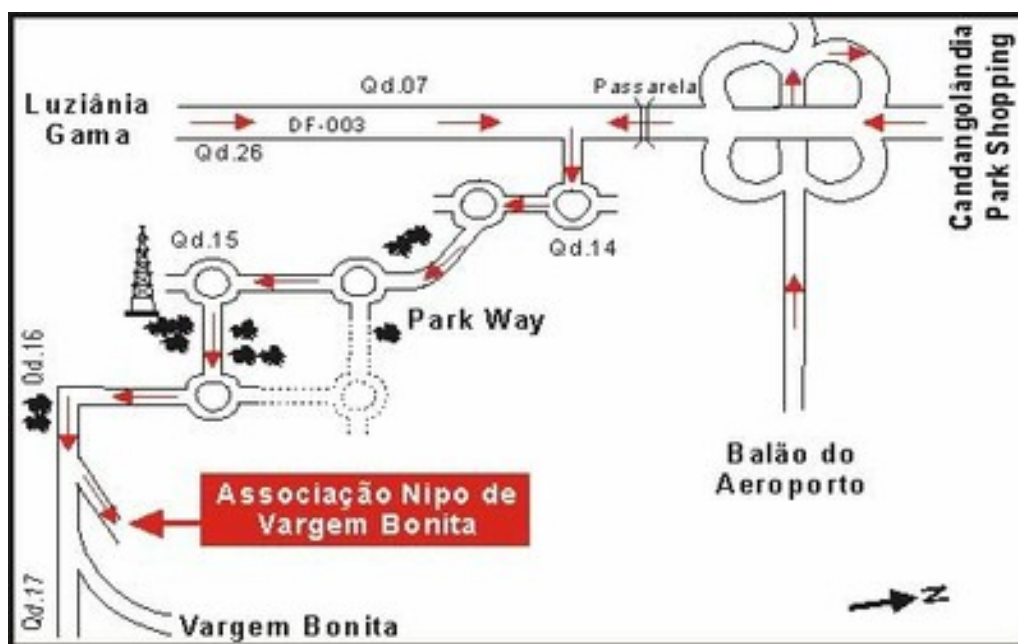 Qd.07
Passarela
Luziânia
Gama
DF-003
Qd.26
Candangolândia
Park Shopping
Qd.14
Qd.15
Park Way
Qd.16
Balão do
Aeroporto
Associação Nipo de
Vargem Bonita
Qd.17
Vargem Bonita
N